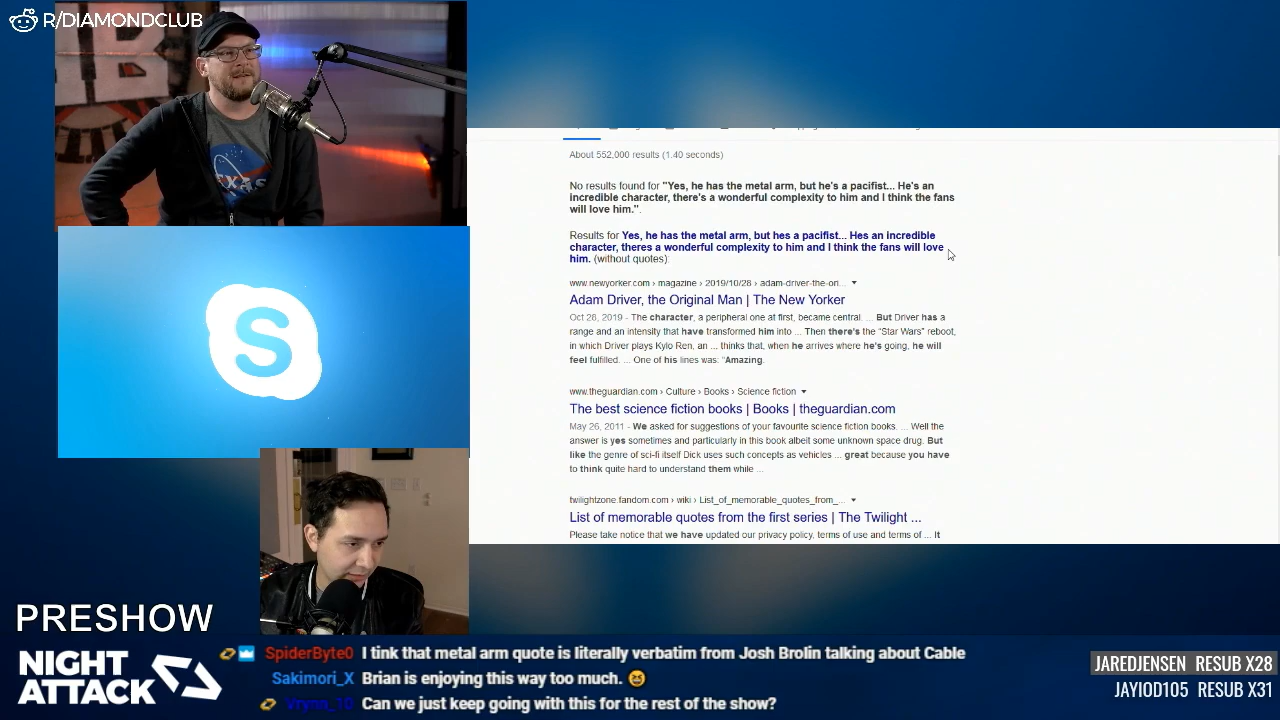 R/DIAMONDCLUB
About 552,000 results (1.40 seconds)
No results found for "Yes, he has the metal arm, but he's a pacifist... He's an
incredible character, there's a wonderful complexity to him and I think the fans
will love him.".
Results for Yes, he has the metal arm, but hes a pacifist... Hes an incredible
character, theres a wonderful complexity to him and I think the fans will love
him. (without quotes):
www.newyorker.com › magazine › 2019/10/28 › adam-driver-the-ori...
Adam Driver, the Original Man | The New Yorker
Oct 28, 2019 - The character, a peripheral one at first, became central. ... But Driver has a
range and an intensity that have transformed him into ... Then there's the "Star Wars" reboot,
in which Driver plays Kylo Ren, an ... thinks that, when he arrives where he's going, he will
feel fulfilled. ... One of his lines was: "Amazing.
www.theguardian.com › Culture › Books › Science fiction
The best science fiction books | Books | theguardian.com
May 26, 2011 - We asked for suggestions of your favourite science fiction books. ... Well the
answer is yes sometimes and particularly in this book albeit some unknown space drug. But
like the genre of sci-fi itself Dick uses such concepts as vehicles ... great because you have
to think quite hard to understand them while ...
twilightzone.fandom.com › wiki › List_of_memorable_quotes_from_...
List of memorable quotes from the first series | The Twilight ...
Please take notice that we have updated our privacy policy, terms of use and terms of ... It
S
PRESHOW
NIGHT
ATTACK
SpiderByte0 I tink that metal arm quote is literally verbatim from Josh Brolin talking about Cable
Sakimori_X Brian is enjoying this way too much. 😆
Can we just keep going with this for the rest of the show?
JAREDJENSEN RESUB X28
JAYIOD105 RESUB X31